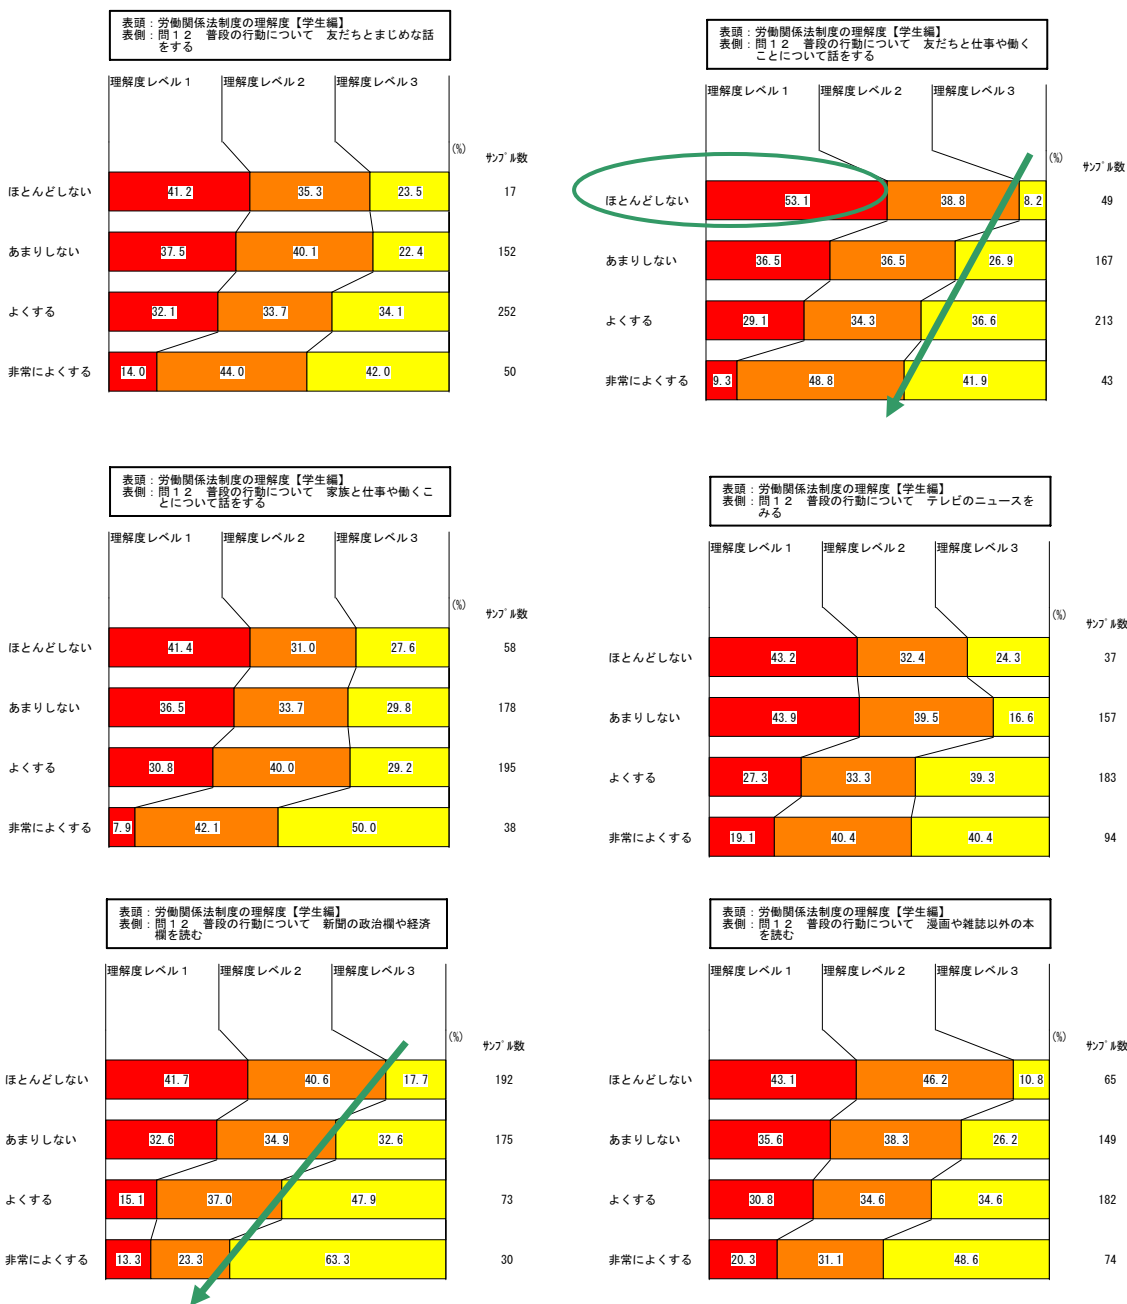 表頭：労働関係法制度の理解度【学生編】
表側：問１２　普段の行動について　友だちとまじめな話
をする
理解度レベル１ 理解度レベル２ 理解度レベル３
(%)
ｻﾝﾌﾟﾙ数
ほとんどしない 41.2 35.3 23.5 17
あまりしない 37.5 40.1 22.4 152
よくする 32.1 33.7 34.1 252
非常によくする 14.0 44.0 42.0 50
表頭：労働関係法制度の理解度【学生編】
表側：問１２　普段の行動について　友だちと仕事や働く
ことについて話をする
理解度レベル１ 理解度レベル２ 理解度レベル３
(%)
ｻﾝﾌﾟﾙ数
ほとんどしない 53.1 38.8 8.2 49
あまりしない 36.5 36.5 26.9 167
よくする 29.1 34.3 36.6 213
非常によくする 9.3 48.8 41.9 43
表頭：労働関係法制度の理解度【学生編】
表側：問１２　普段の行動について　家族と仕事や働くこ
とについて話をする
理解度レベル１ 理解度レベル２ 理解度レベル３
(%)
ｻﾝﾌﾟﾙ数
ほとんどしない 41.4 31.0 27.6 58
あまりしない 36.5 33.7 29.8 178
よくする 30.8 40.0 29.2 195
非常によくする 7.9 42.1 50.0 38
表頭：労働関係法制度の理解度【学生編】
表側：問１２　普段の行動について　テレビのニュースを
みる
理解度レベル１ 理解度レベル２ 理解度レベル３
(%)
ｻﾝﾌﾟﾙ数
ほとんどしない 43.2 32.4 24.3 37
あまりしない 43.9 39.5 16.6 157
よくする 27.3 33.3 39.3 183
非常によくする 19.1 40.4 40.4 94
表頭：労働関係法制度の理解度【学生編】
表側：問１２　普段の行動について　新聞の政治欄や経済
欄を読む
理解度レベル１ 理解度レベル２ 理解度レベル３
(%)
ｻﾝﾌﾟﾙ数
ほとんどしない 41.7 40.6 17.7 192
あまりしない 32.6 34.9 32.6 175
よくする 15.1 37.0 47.9 73
非常によくする 13.3 23.3 63.3 30
表頭：労働関係法制度の理解度【学生編】
表側：問１２　普段の行動について　漫画や雑誌以外の本
を読む
理解度レベル１ 理解度レベル２ 理解度レベル３
(%)
ｻﾝﾌﾟﾙ数
ほとんどしない 43.1 46.2 10.8 65
あまりしない 35.6 38.3 26.2 149
よくする 30.8 34.6 34.6 182
非常によくする 20.3 31.1 48.6 74